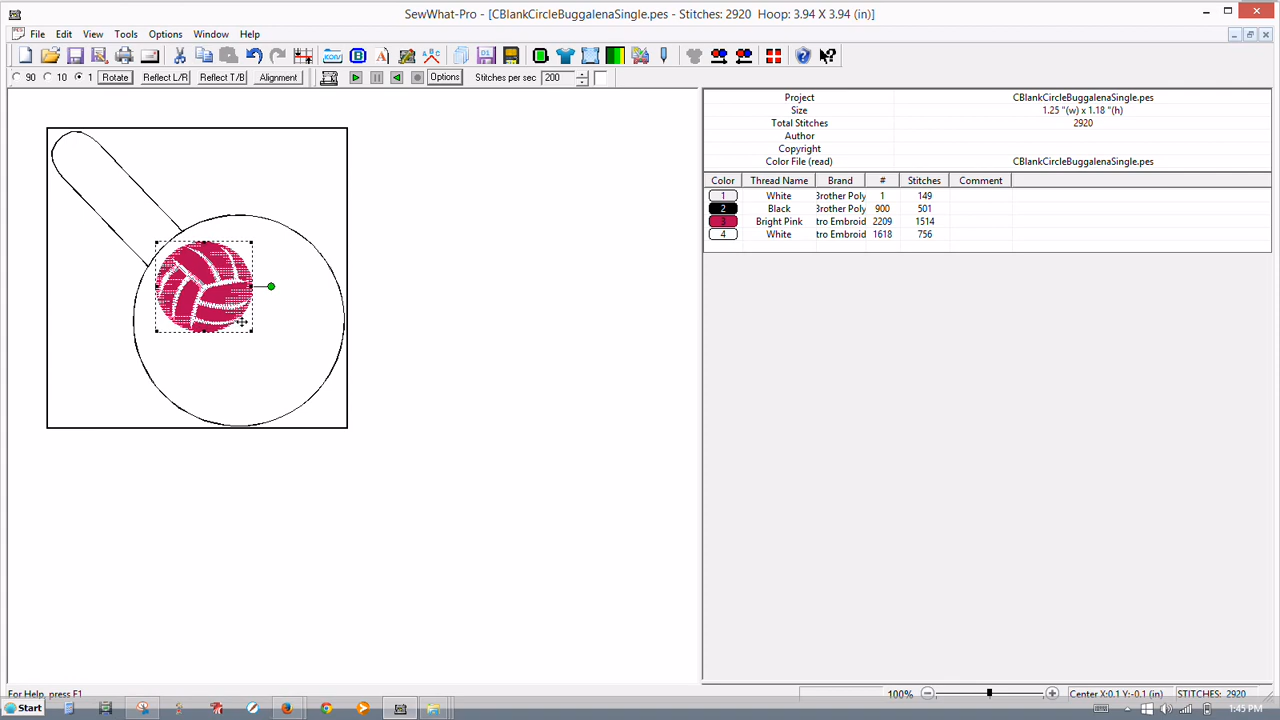 SewWhat-Pro - [CBlankCircleBuggalenaSingle.pes - Stitches: 2920 Hoop: 3.94 X 3.94 (in)]
File Edit View Tools Options Window Help
90 10 1 Rotate Reflect L/R Reflect T/B Alignment Options Stitches per sec 200
Project CBlankCircleBuggalenaSingle.pes
Size 1.25 "(w) x 1.18 "(h)
Total Stitches 2920
Author
Copyright
Color File (read) CBlankCircleBuggalenaSingle.pes
Color Thread Name Brand # Stitches Comment
1 White Brother Poly 1 149
2 Black Brother Poly 900 501
3 Bright Pink tro Embroid 2209 1514
4 White tro Embroid 1618 756
For Help, press F1 100% Center X:0.1 Y:-0.1 (in) STITCHES: 2920
Start 1:45 PM